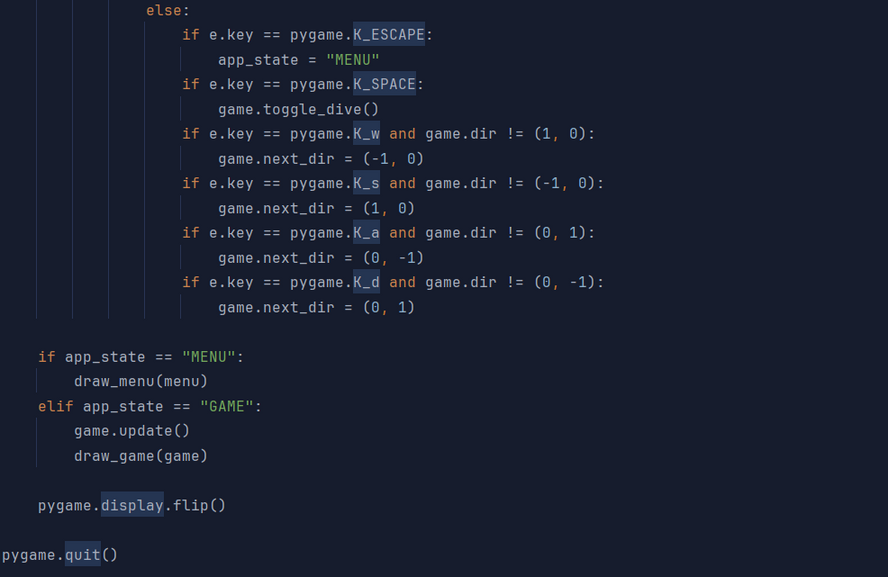 else:
if e.key == pygame.K_ESCAPE:
app_state = "MENU"
if e.key == pygame.K_SPACE:
game.toggle_dive()
if e.key == pygame.K_w and game.dir != (1, 0):
game.next_dir = (-1, 0)
if e.key == pygame.K_s and game.dir != (-1, 0):
game.next_dir = (1, 0)
if e.key == pygame.K_a and game.dir != (0, 1):
game.next_dir = (0, -1)
if e.key == pygame.K_d and game.dir != (0, -1):
game.next_dir = (0, 1)
if app_state == "MENU":
draw_menu(menu)
elif app_state == "GAME":
game.update()
draw_game(game)
pygame.display.flip()
pygame.quit()